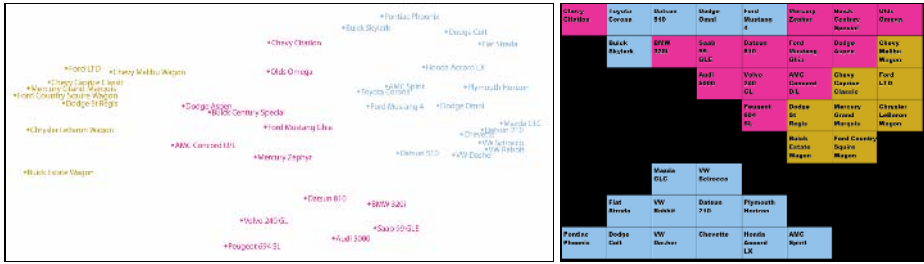 Pontiac Phoenix
Buick Skylark
Dodge Colt
Chevy Citation
Fiat Strada
Ford LTD
Chevy Malibu Wagon
Olds Omega
Honda Accord LX
Chevy Caprice Classic
Mercury Grand Marquis
Ford Country Squire Wagon
AMC Spirit
Toyota Corona
Plymouth Horizon
Dodge St Regis
Dodge Aspen
Buick Century Special
Ford Mustang 4
Dodge Omni
Chrysler LeBaron Wagon
Ford Mustang Ghia
Mazda GLC
Chevette
Datsun 210
AMC Concord D/L
VW Scirocco
VW Rabbit
Mercury Zephyr
Datsun 510
VW Dasher
Buick Estate Wagon
Datsun 810
BMW 320i
Volvo 240 GL
Saab 99 GLE
Audi 5000
Peugeot 694 SL
Chevy Citation
Toyota Corona
Datsun 510
Dodge Omni
Ford Mustang 4
Mercury Zephyr
Buick Century Special
Olds Omega
Buick Skylark
BMW 320i
Saab 99 GLE
Datsun 810
Ford Mustang Ghia
Dodge Aspen
Chevy Malibu Wagon
Audi 5000
Volvo 240 GL
AMC Concord D/L
Chevy Caprice Classic
Ford LTD
Peugeot 694 SL
Dodge St Regis
Mercury Grand Marquis
Chrysler LeBaron Wagon
Buick Estate Wagon
Ford Country Squire Wagon
Mazda GLC
VW Scirocco
Fiat Strada
VW Rabbit
Datsun 210
Plymouth Horizon
Pontiac Phoenix
Dodge Colt
VW Dasher
Chevette
Honda Accord LX
AMC Spirit